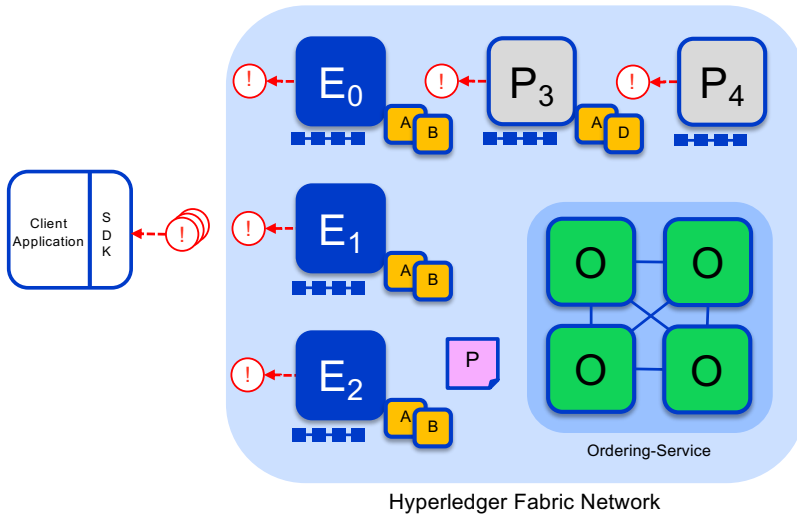 ! E0 ! P3 ! P4
A B A D
Client
Application
S
D
K
!
! E1
A B
O O
O O
! E2
P
A B
Ordering-Service
Hyperledger Fabric Network